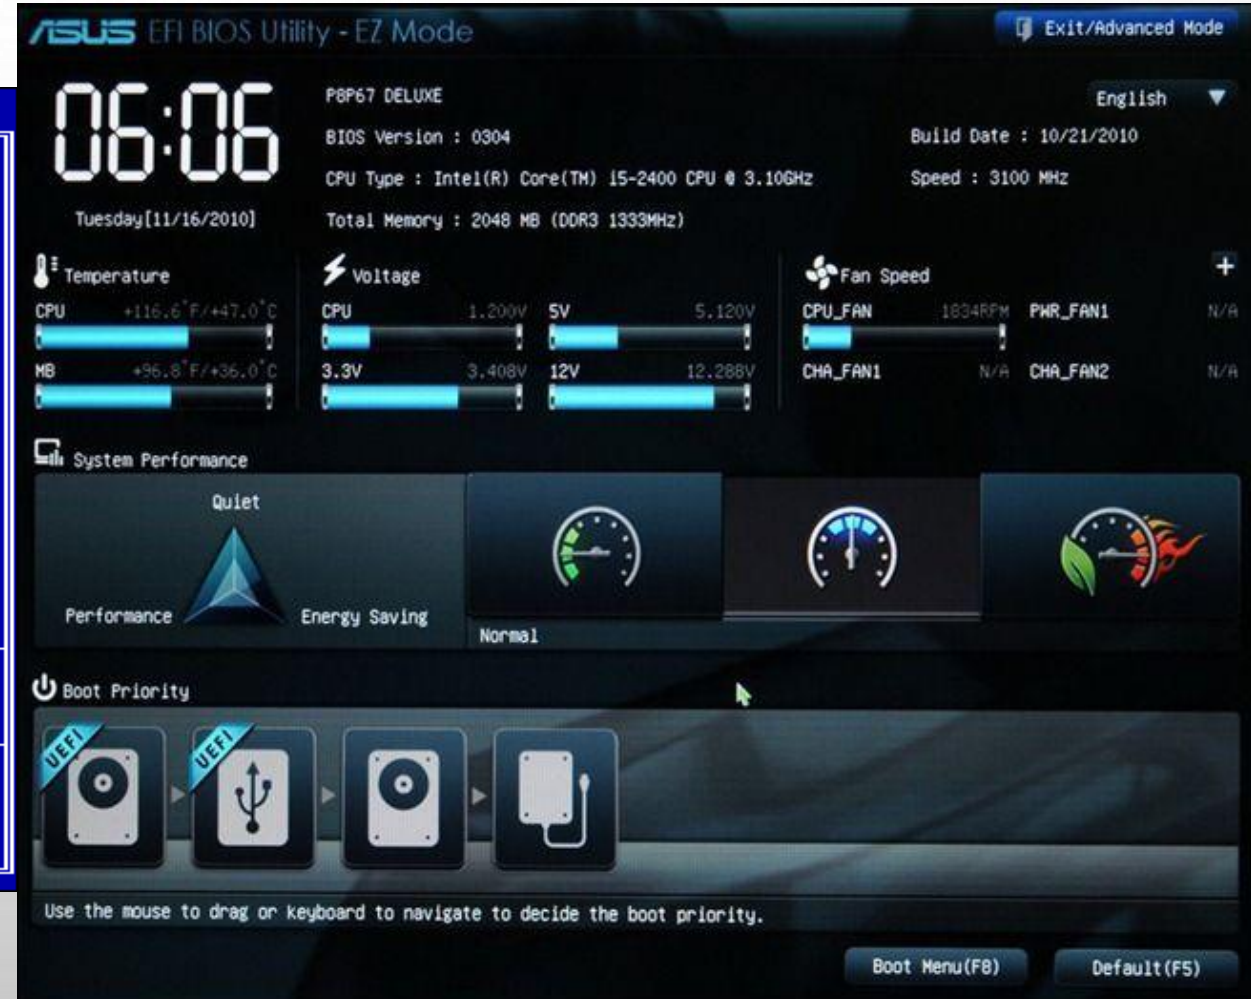 ASUS EFI BIOS Utility - EZ Mode
Exit/Advanced Mode
06:06
Tuesday[11/16/2010]
P8P67 DELUXE
English
BIOS Version : 0304
Build Date : 10/21/2010
CPU Type : Intel(R) Core(TM) i5-2400 CPU @ 3.10GHz
Speed : 3100 MHz
Total Memory : 2048 MB (DDR3 1333MHz)
Temperature
CPU +116.6°F/+47.0°C
MB +96.8°F/+36.0°C
Voltage
CPU 1.200V 5V 5.120V
3.3V 3.408V 12V 12.288V
Fan Speed
CPU_FAN 1834RPM PWR_FAN1 N/A
CHA_FAN1 N/A CHA_FAN2 N/A
System Performance
Quiet
Performance
Energy Saving
Normal
Boot Priority
UEFI
UEFI
Use the mouse to drag or keyboard to navigate to decide the boot priority.
Boot Menu(F8)
Default(F5)